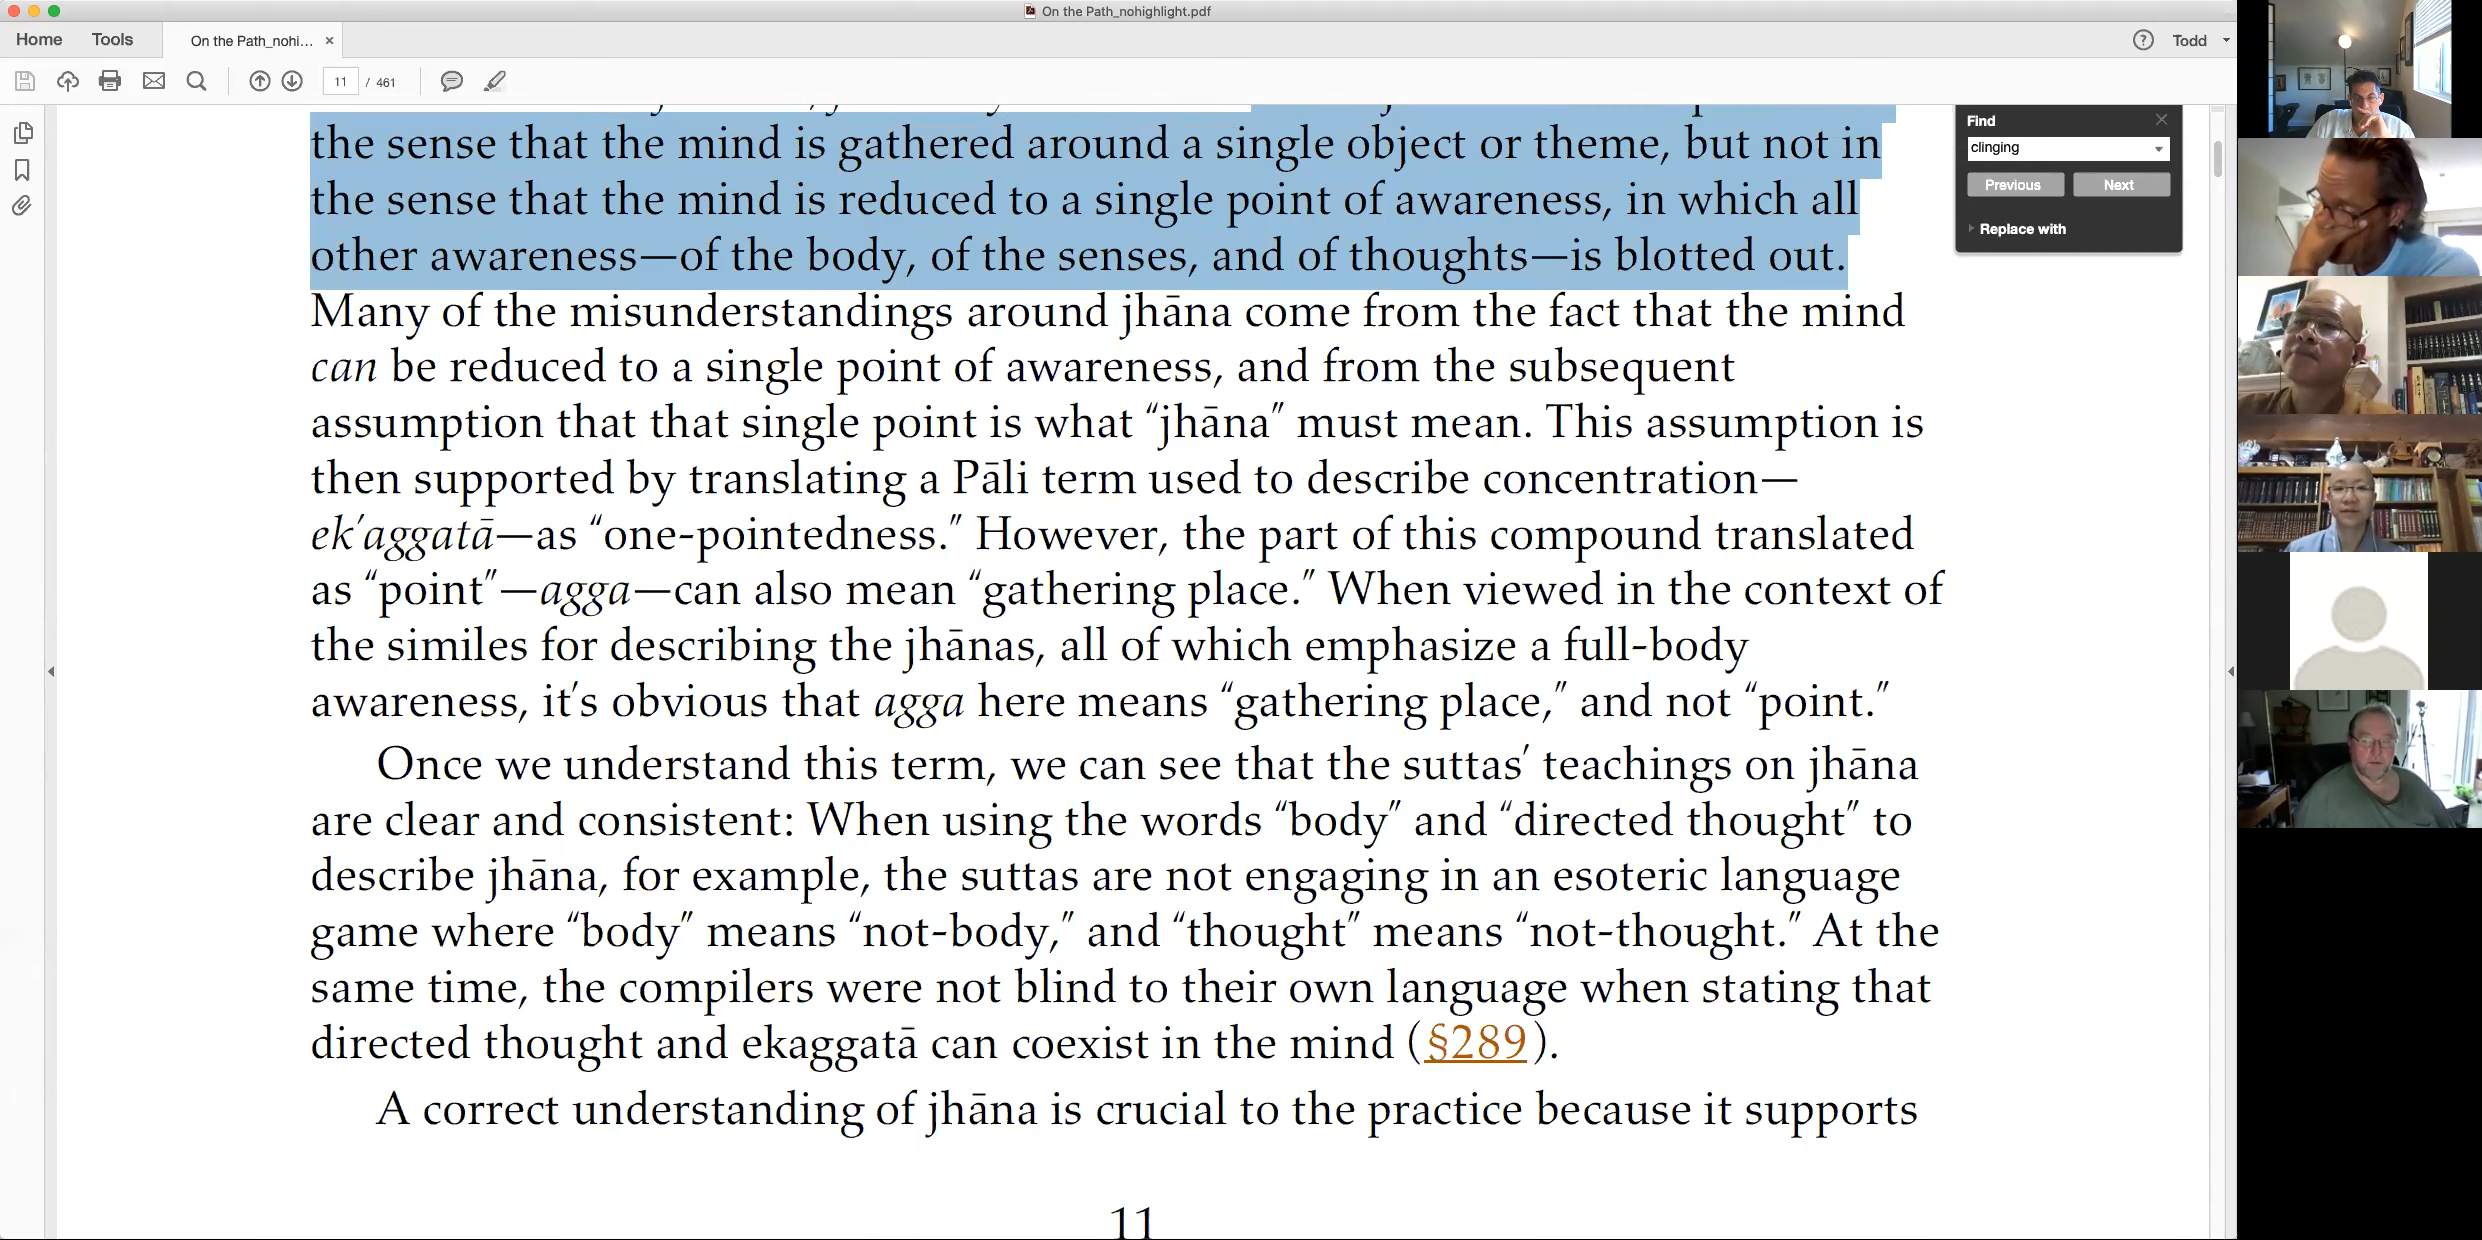 On the Path_nohighlight.pdf
Home Tools On the Path_nohi... × Todd
11 / 461
the sense that the mind is gathered around a single object or theme, but not in
the sense that the mind is reduced to a single point of awareness, in which all
other awareness—of the body, of the senses, and of thoughts—is blotted out.
Many of the misunderstandings around jhāna come from the fact that the mind
can be reduced to a single point of awareness, and from the subsequent
assumption that that single point is what “jhāna” must mean. This assumption is
then supported by translating a Pāli term used to describe concentration—
ek’aggatā—as “one-pointedness.” However, the part of this compound translated
as “point”—agga—can also mean “gathering place.” When viewed in the context of
the similes for describing the jhānas, all of which emphasize a full-body
awareness, it’s obvious that agga here means “gathering place,” and not “point.”
Once we understand this term, we can see that the suttas’ teachings on jhāna
are clear and consistent: When using the words “body” and “directed thought” to
describe jhāna, for example, the suttas are not engaging in an esoteric language
game where “body” means “not-body,” and “thought” means “not-thought.” At the
same time, the compilers were not blind to their own language when stating that
directed thought and ekaggatā can coexist in the mind (§289).
A correct understanding of jhāna is crucial to the practice because it supports
11
Find
clinging
Previous Next
Replace with